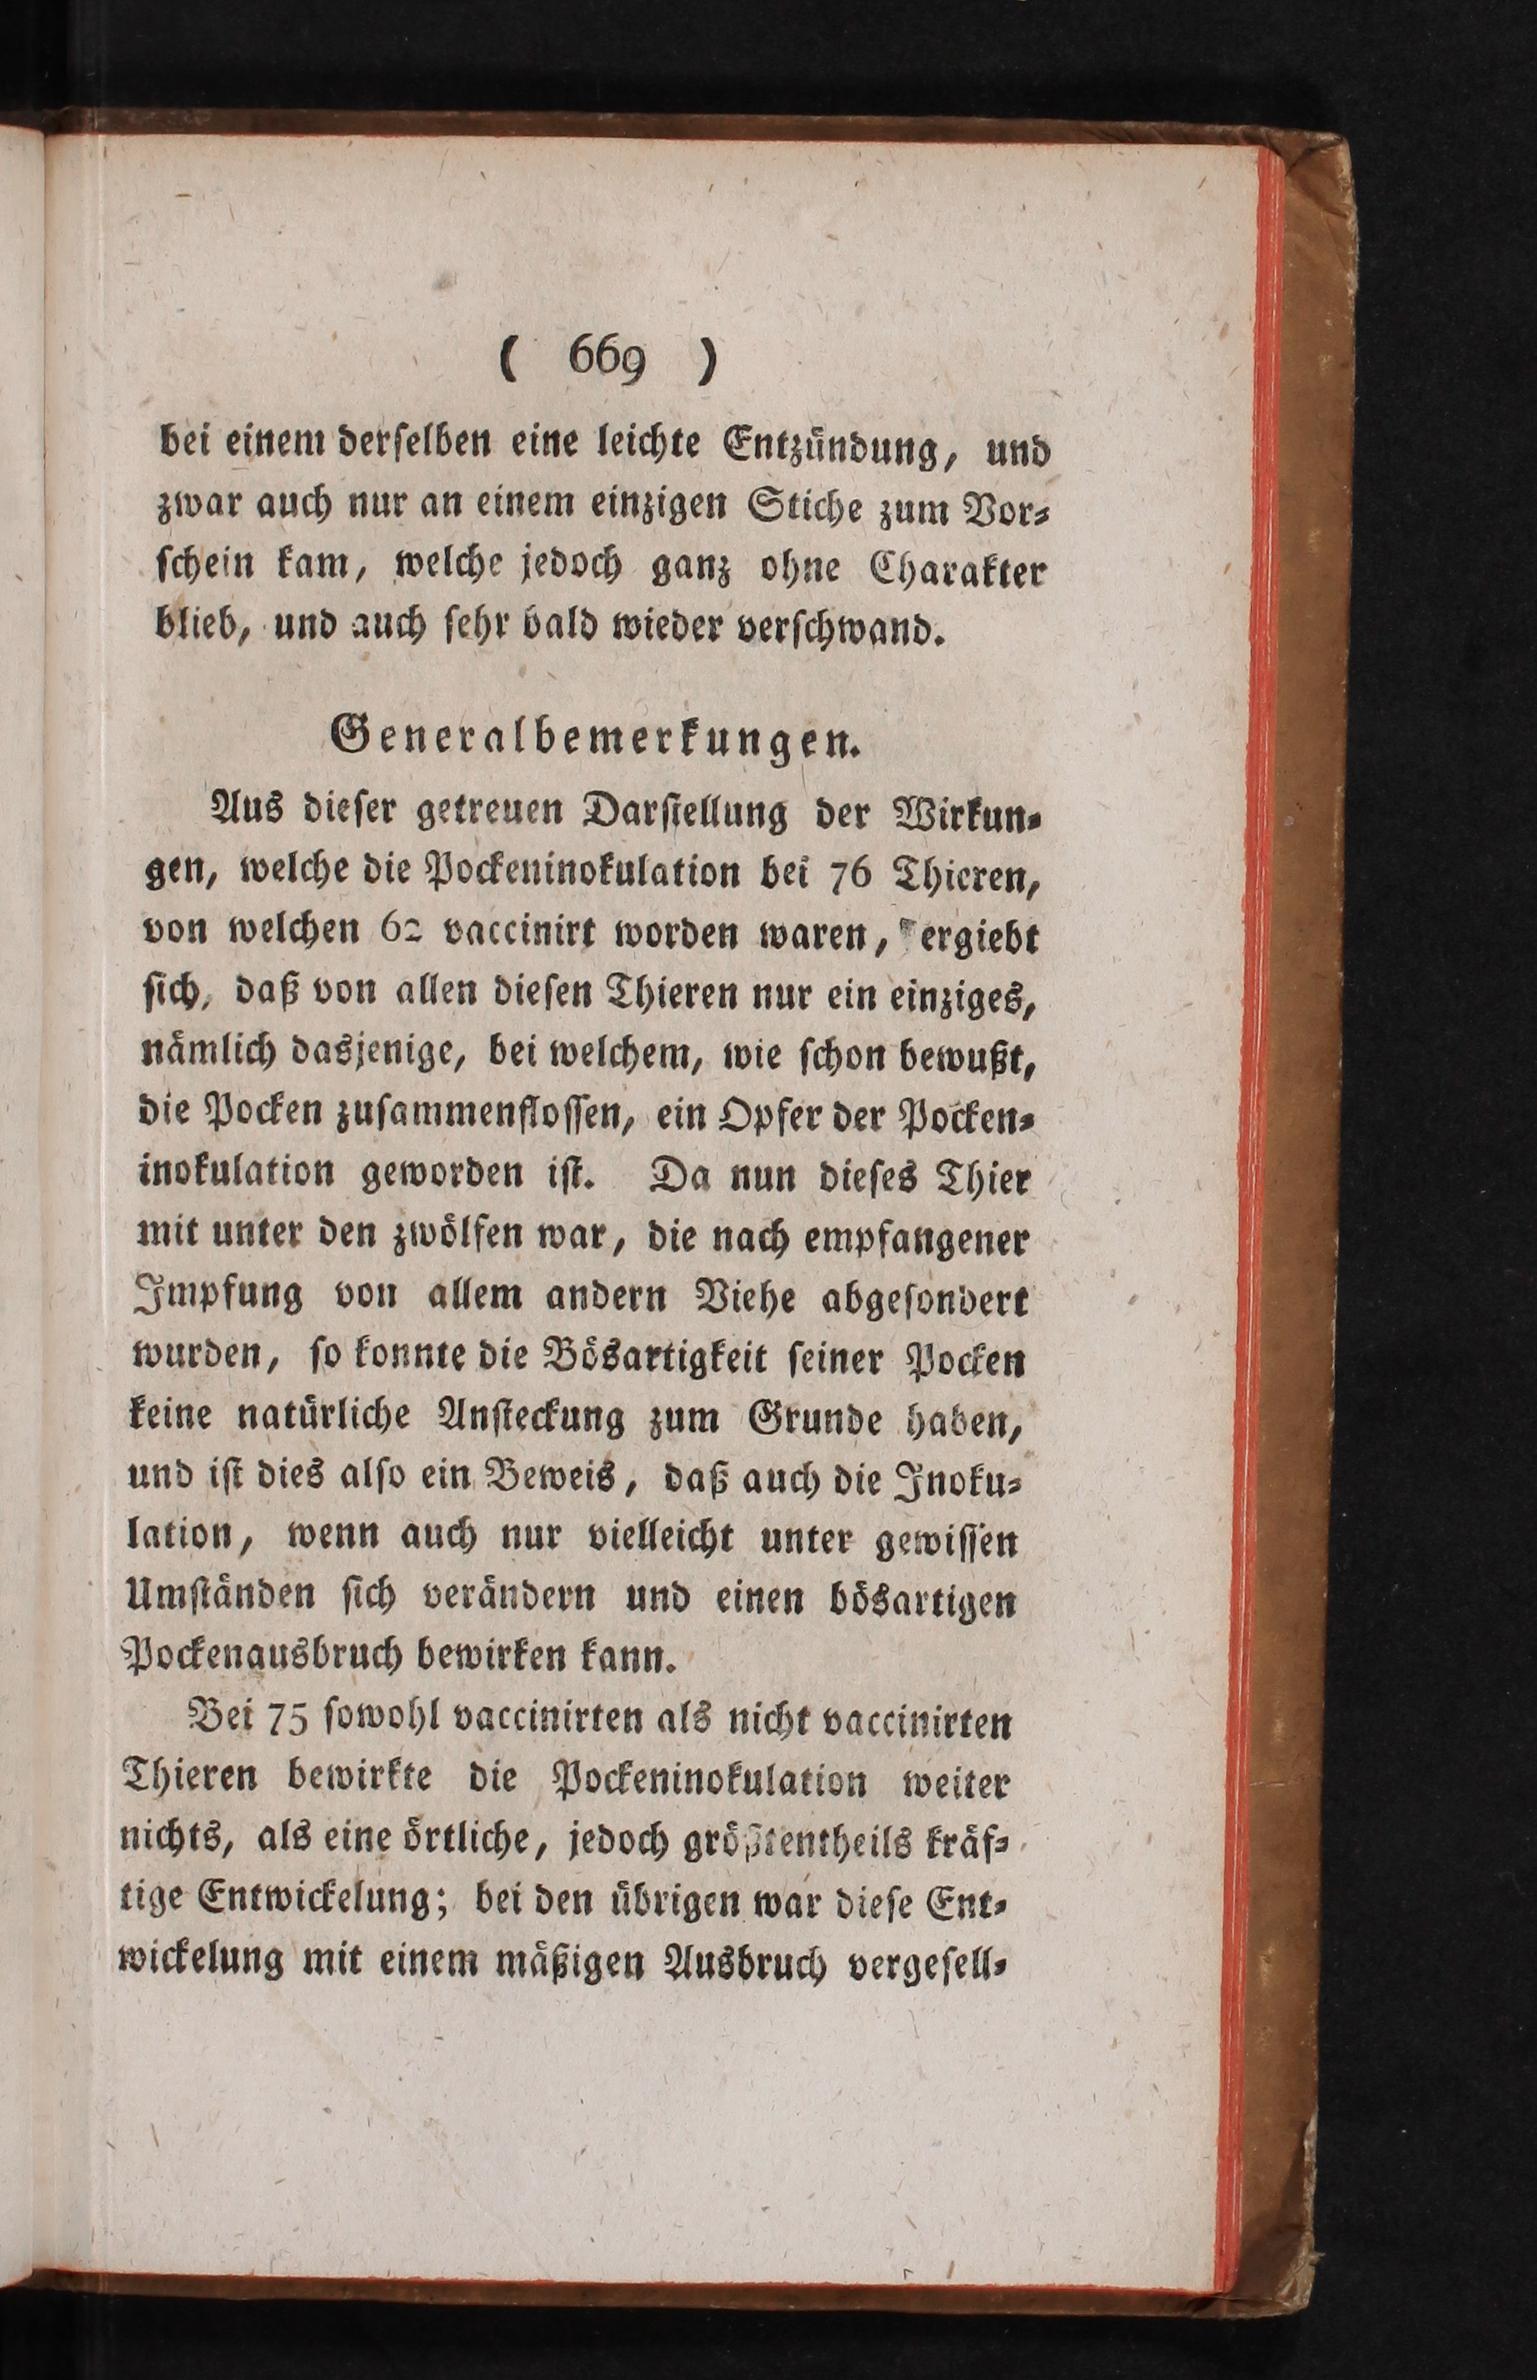 ( 669 )
bei einem derſelben eine leichte Entzündung, und
zwar auch nur an einem einzigen Stiche zum Vor⸗
ſchein kam, welche jedoch ganz ohne Charakter
blieb, und auch ſehr bald wieder verſchwand.
Generalbemerkungen.
Aus dieſer getreuen Darſtellung der Wirkun⸗
gen, welche die Pockeninokulation bei 76 Thieren,
von welchen 62 vaccinirt worden waren, ergiebt
ſich, daß von allen dieſen Thieren nur ein einziges,
nämlich dasjenige, bei welchem, wie ſchon bewußt,
die Pocken zuſammenfloſſen, ein Opfer der Pocken⸗
inokulation geworden iſt. Da nun dieſes Thier
mit unter den zwölfen war, die nach empfangener
Impfung von allem andern Viehe abgeſondert
wurden, ſo konnte die Bösartigkeit ſeiner Pocken
keine natürliche Anſteckung zum Grunde haben,
und iſt dies alſo ein Beweis, daß auch die Inoku⸗
lation, wenn auch nur vielleicht unter gewiſſen
Umſtänden ſich verändern und einen bösartigen
Pockenausbruch bewirken kann.
Bei 75 ſowohl vaccinirten als nicht vaccinirten
Thieren bewirkte die Pockeninokulation weiter
nichts, als eine örtliche, jedoch größtentheils kräf⸗
tige Entwickelung; bei den übrigen war dieſe Ent⸗
wickelung mit einem mäßigen Ausbruch vergeſell⸗